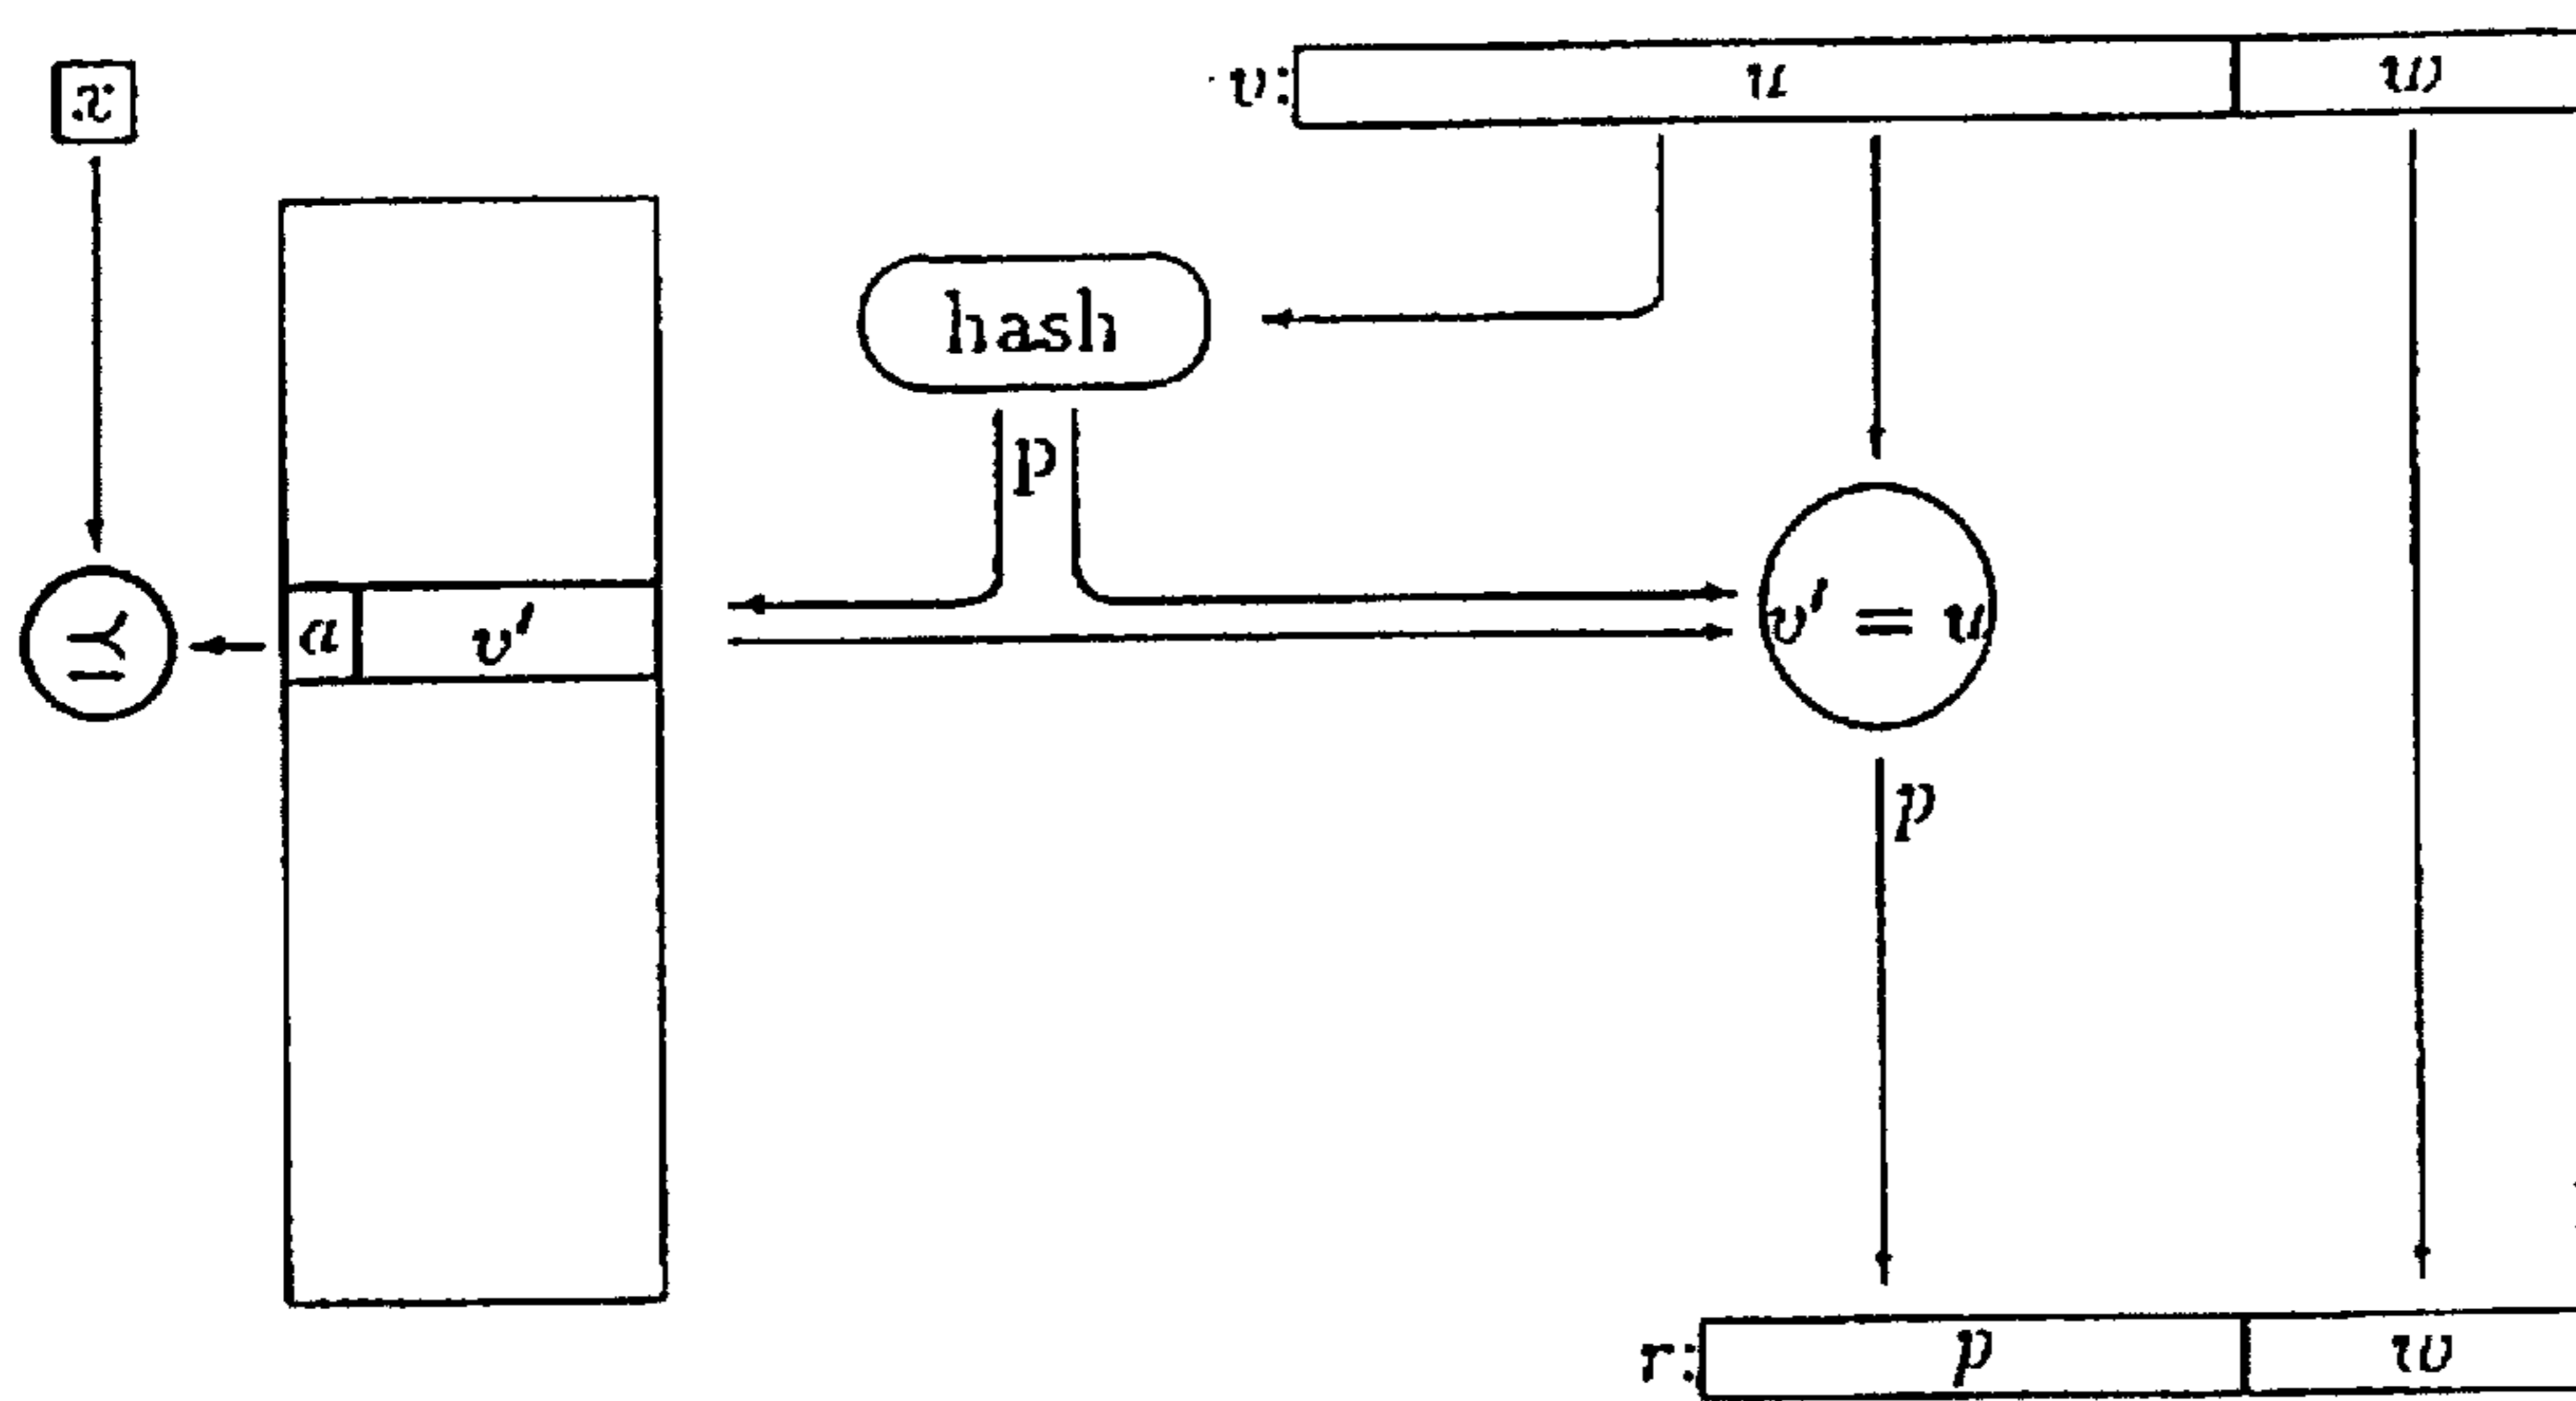 v: u w
x
hash
p
a v′
⪯
v′ = u
p
r: p w